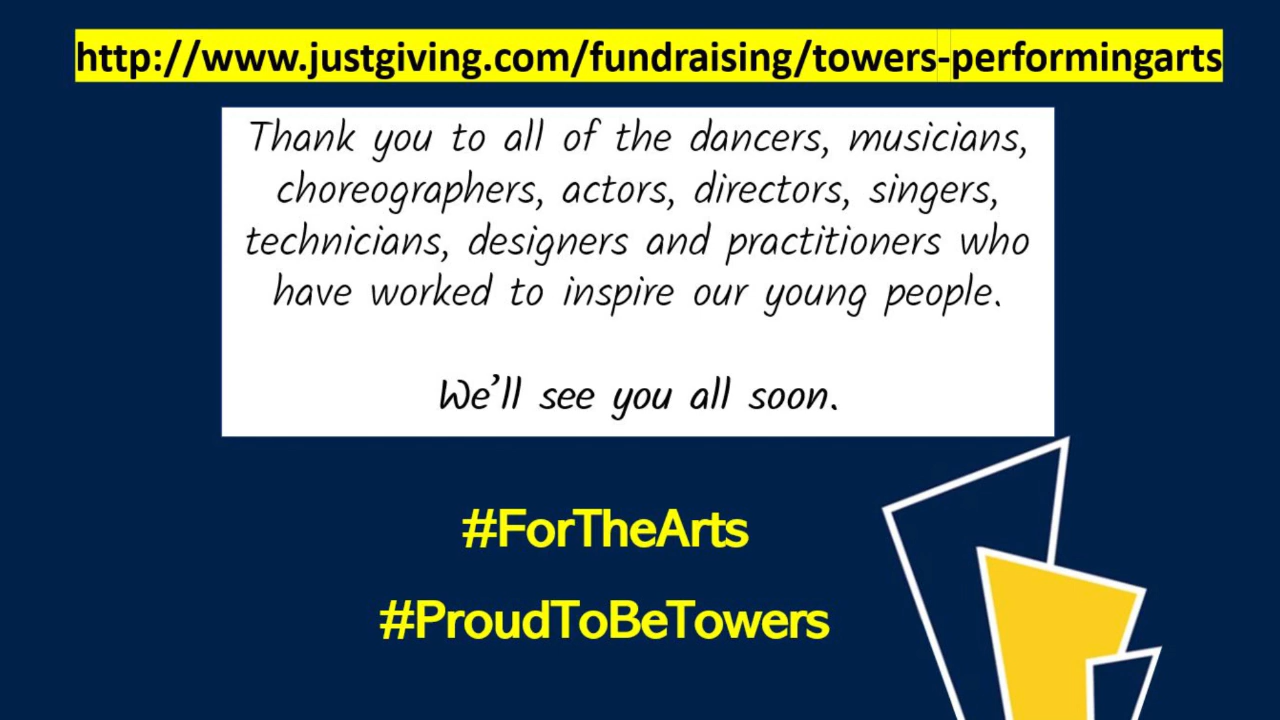 http://www.justgiving.com/fundraising/towers-performingarts
Thank you to all of the dancers, musicians,
choreographers, actors, directors, singers,
technicians, designers and practitioners who
have worked to inspire our young people.
We’ll see you all soon.
#ForTheArts
#ProudToBeTowers